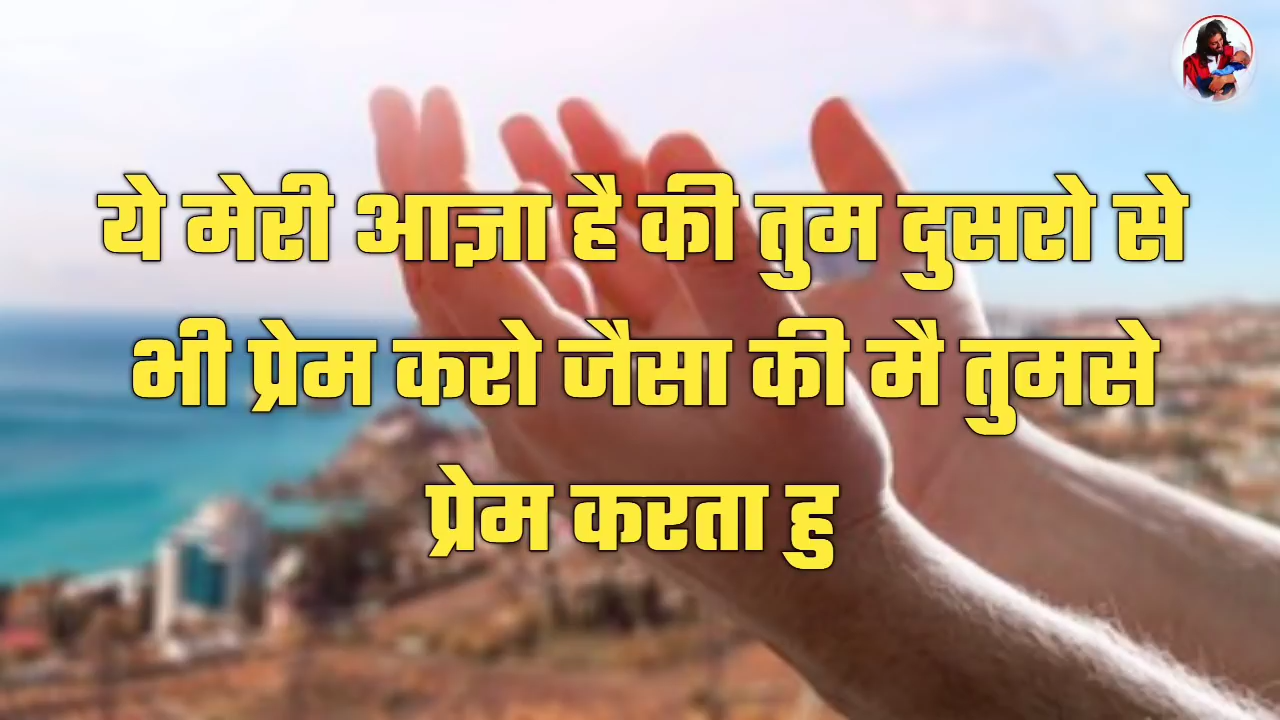 ये मेरी आज्ञा है की तुम दुसरो से
भी प्रेम करो जैसा की मै तुमसे
प्रेम करता हु